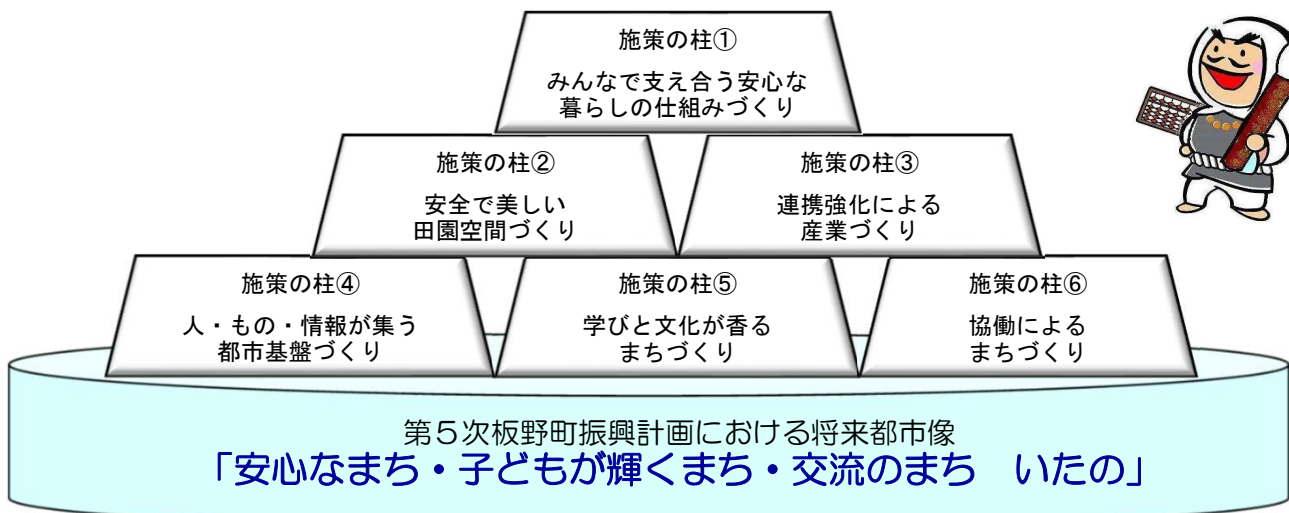 施策の柱①
みんなで支え合う安心な
暮らしの仕組みづくり
施策の柱②
安全で美しい
田園空間づくり
施策の柱③
連携強化による
産業づくり
施策の柱④
人・もの・情報が集う
都市基盤づくり
施策の柱⑤
学びと文化が香る
まちづくり
施策の柱⑥
協働による
まちづくり
第５次板野町振興計画における将来都市像
「安心なまち・子どもが輝くまち・交流のまち　いたの」